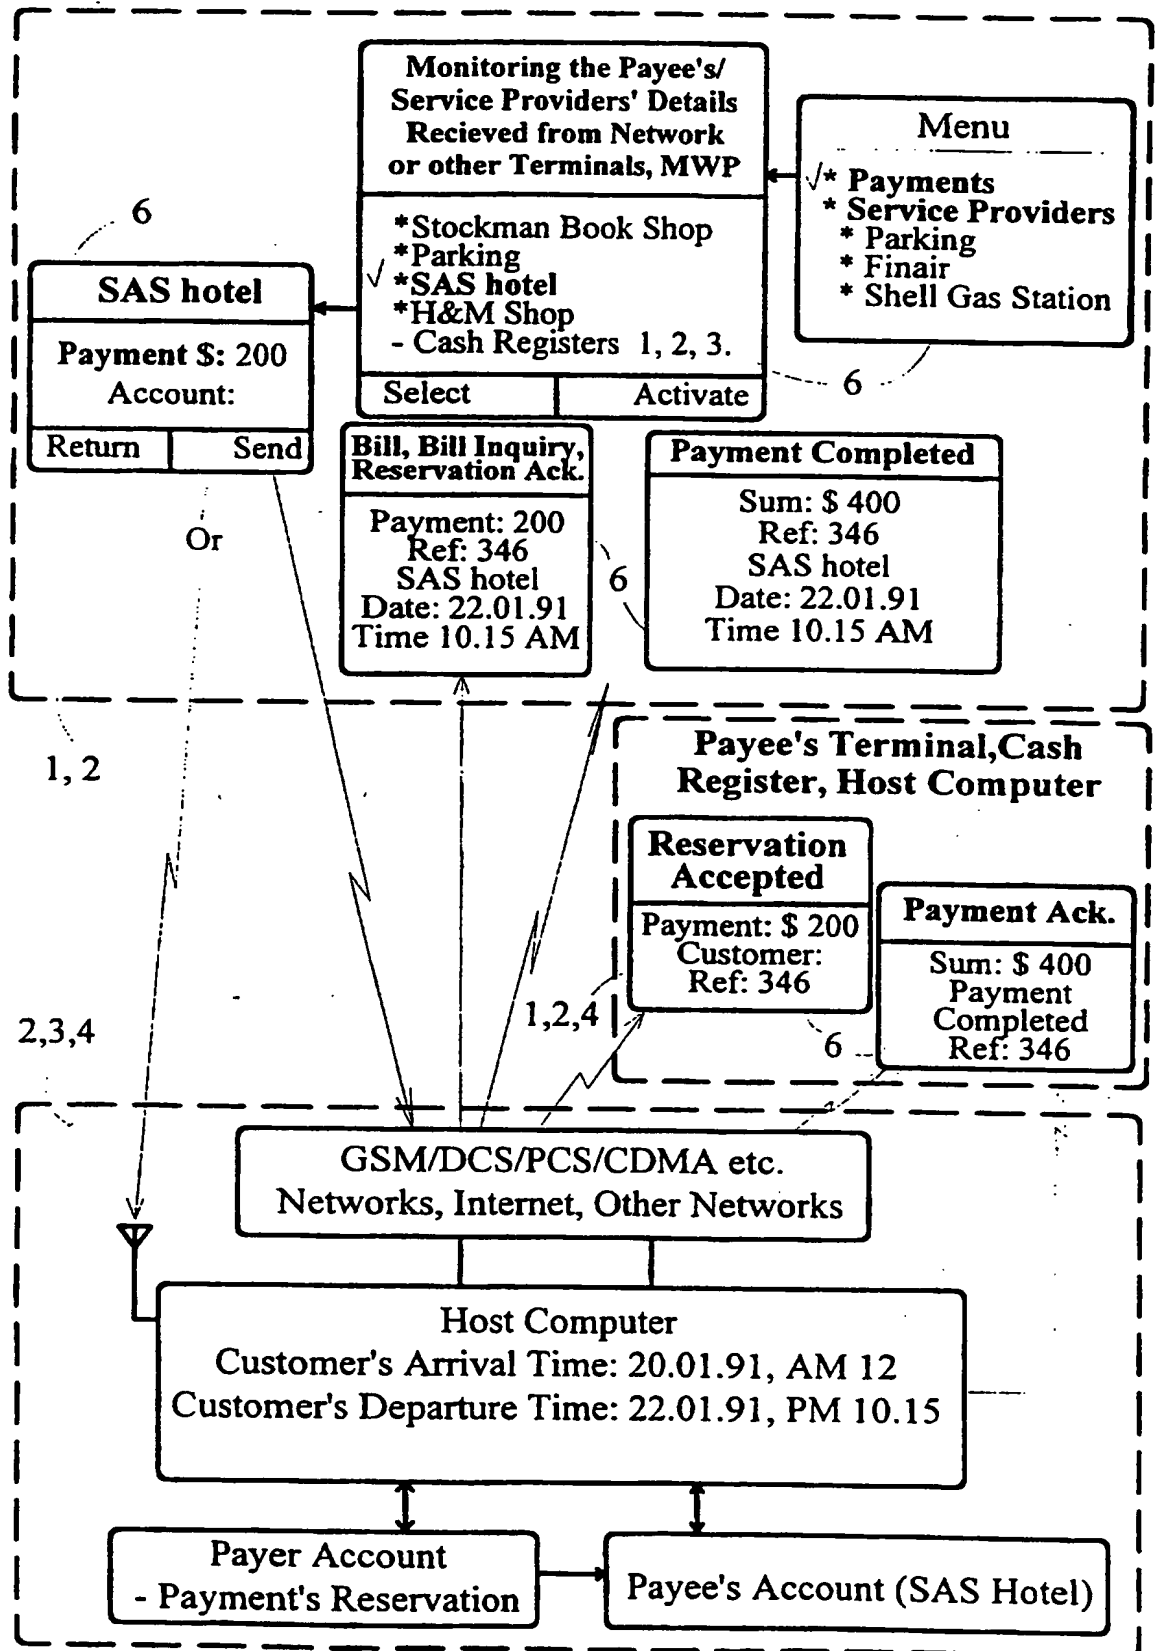 Monitoring the Payee's/
Service Providers' Details
Recieved from Network
or other Terminals, MWP
*Stockman Book Shop
*Parking
√ *SAS hotel
*H&M Shop
- Cash Registers 1, 2, 3.
Select Activate
Menu
√* Payments
* Service Providers
* Parking
* Finair
* Shell Gas Station
6
6
SAS hotel
Payment $: 200
Account:
Return Send
Or
Bill, Bill Inquiry,
Reservation Ack.
Payment: 200
Ref: 346
SAS hotel
Date: 22.01.91
Time 10.15 AM
6
Payment Completed
Sum: $ 400
Ref: 346
SAS hotel
Date: 22.01.91
Time 10.15 AM
1, 2
Payee's Terminal,Cash
Register, Host Computer
Reservation
Accepted
Payment: $ 200
Customer:
Ref: 346
Payment Ack.
Sum: $ 400
Payment
Completed
Ref: 346
1,2,4
6
2,3,4
GSM/DCS/PCS/CDMA etc.
Networks, Internet, Other Networks
Host Computer
Customer's Arrival Time: 20.01.91, AM 12
Customer's Departure Time: 22.01.91, PM 10.15
Payer Account
- Payment's Reservation
Payee's Account (SAS Hotel)